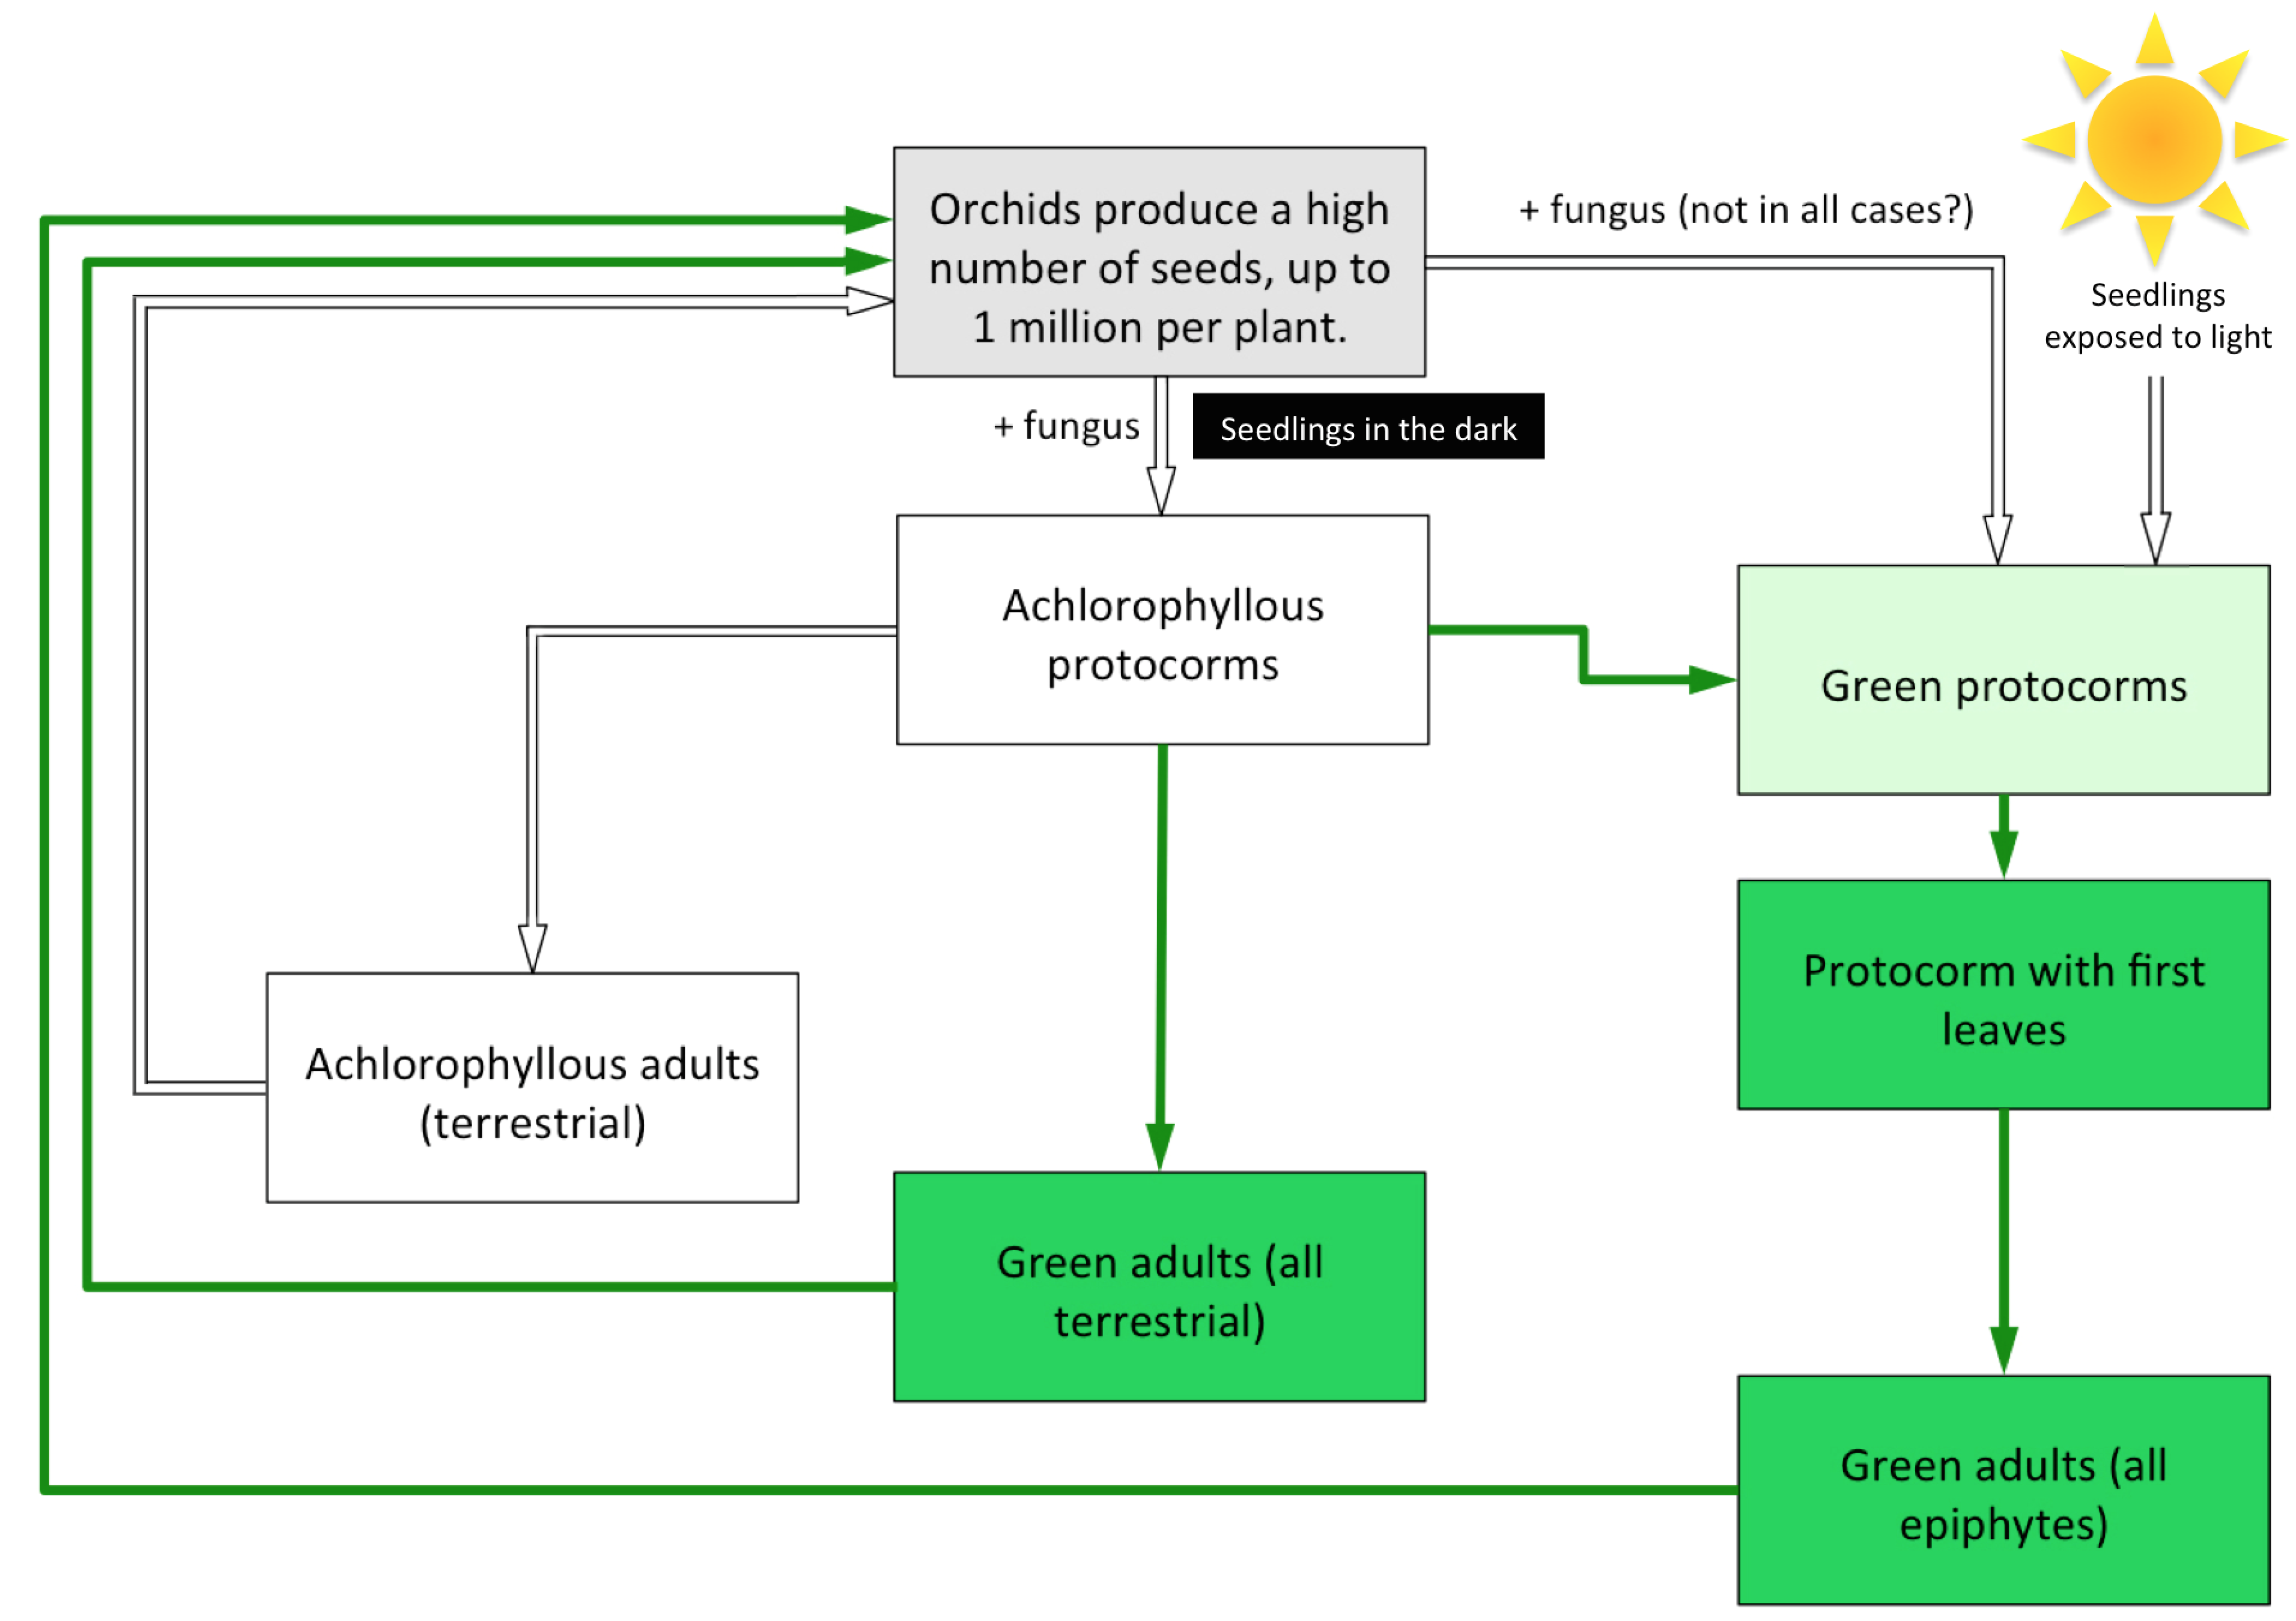 Orchids produce a high
number of seeds, up to
1 million per plant.
+ fungus (not in all cases?)
Seedlings
exposed to light
+ fungus
Seedlings in the dark
Achlorophyllous
protocorms
Green protocorms
Protocorm with first
leaves
Achlorophyllous adults
(terrestrial)
Green adults (all
terrestrial)
Green adults (all
epiphytes)